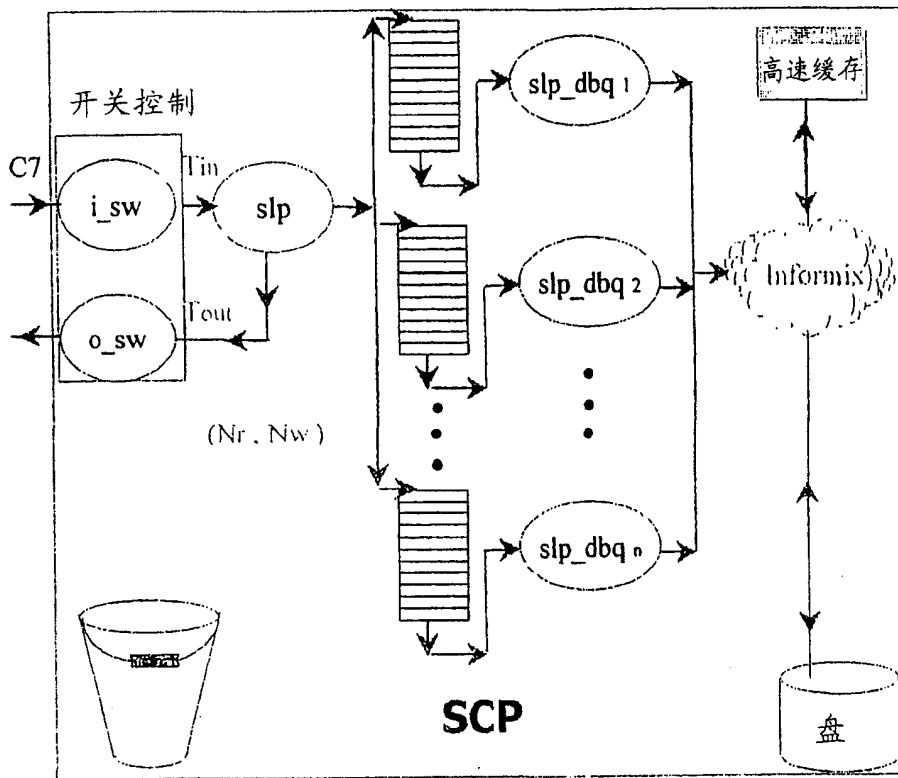 开关控制
C7
i_sw
Tin
slp
o_sw
Tout
(Nr, Nw)
slp_dbq 1
slp_dbq 2
slp_dbq n
高速缓存
Informix
盘
SCP